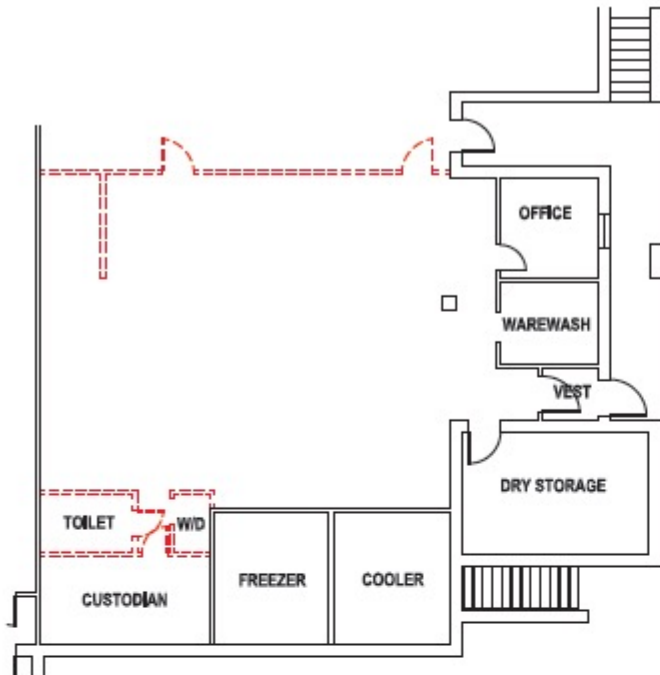 OFFICE
WAREWASH
VEST
DRY STORAGE
TOILET
W/D
FREEZER
COOLER
CUSTODIAN